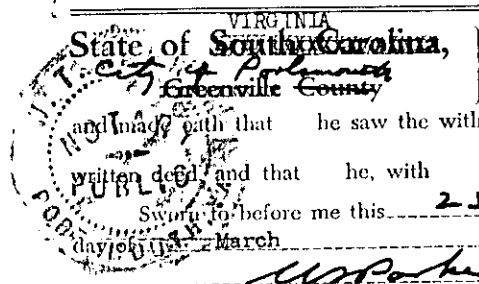 VIRGINIA
State of South Carolina,
City of Portsmouth
Greenville County
and made oath that he saw the with
written deed, and that he, with
Sworn to before me this
day of March
NOTARY
PUBLIC